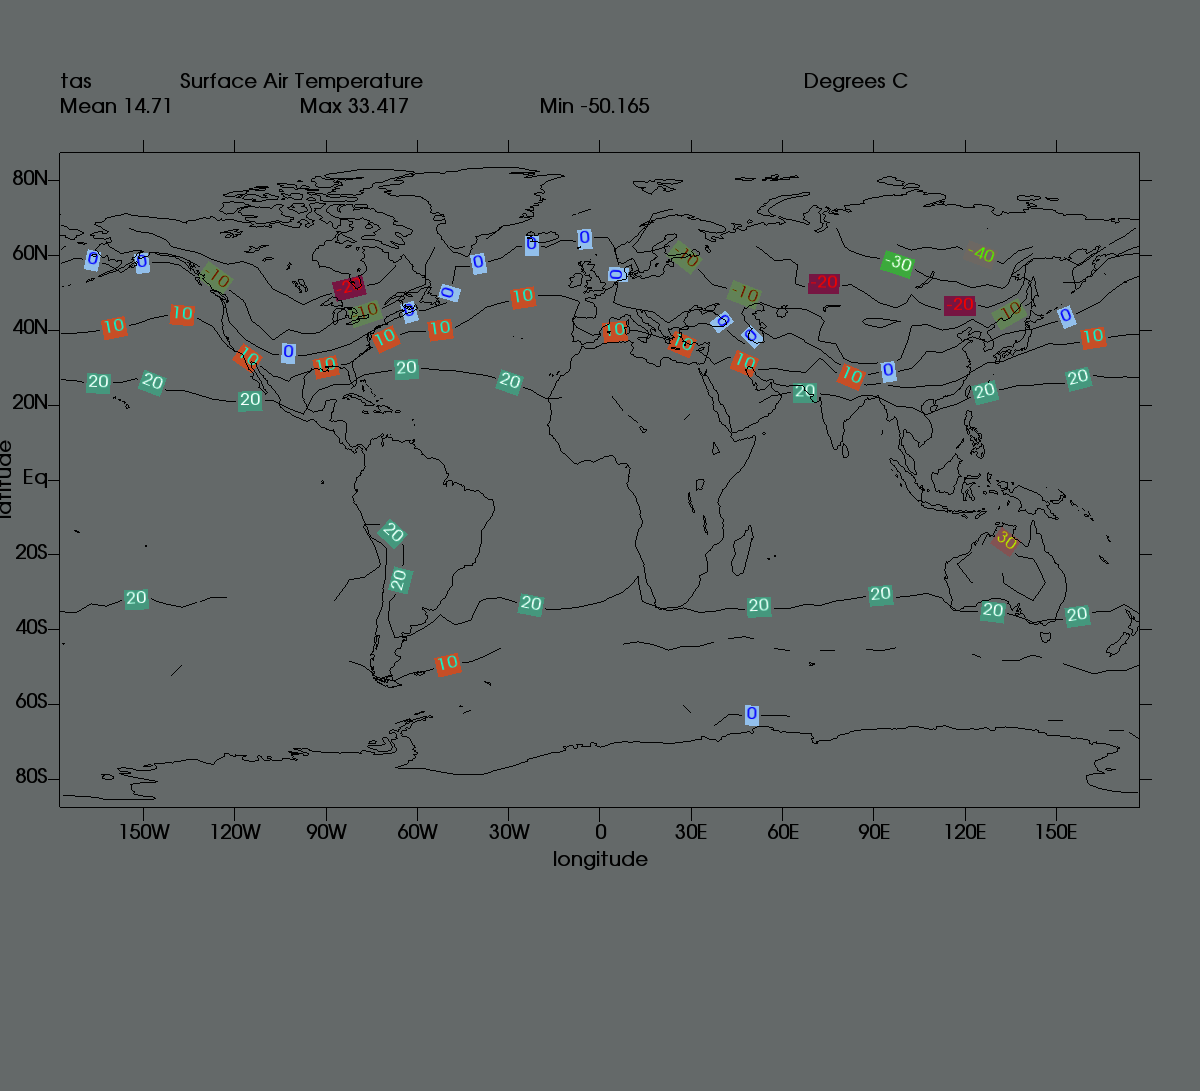 tas Surface Air Temperature Degrees C
Mean 14.71 Max 33.417 Min -50.165
80N
60N
40N
20N
Eq
20S
40S
60S
80S
latitude
0 0 0 0 0 0 0 0 0 0 0 0 0 0
-10 -10 -10 -10 -10
-20 -20 -20
-30
-40
10 10 10 10 10 10 10 10 10 10 10 10
20 20 20 20 20 20 20 20
20 20
30
20 20 20 20 20 20
10
0
150W 120W 90W 60W 30W 0 30E 60E 90E 120E 150E
longitude